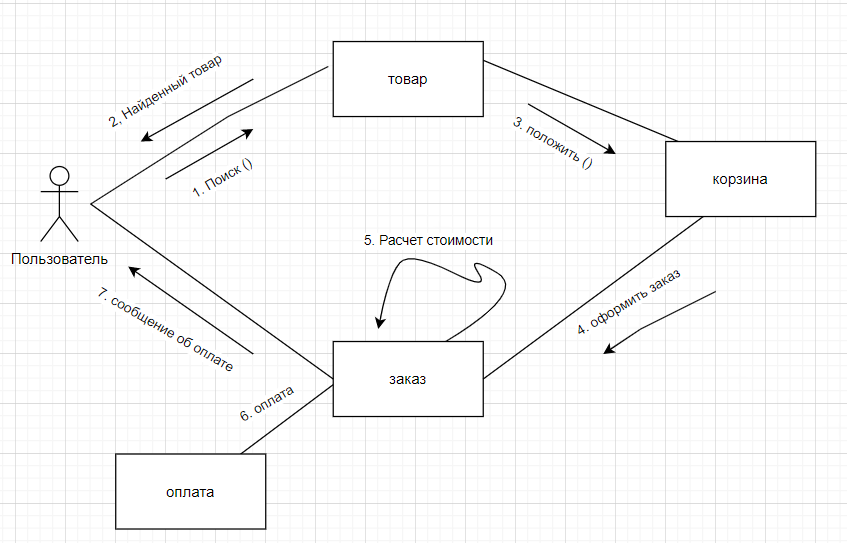 товар
2, Найденный товар
1. Поиск ()
3. положить ()
корзина
Пользователь
5. Расчет стоимости
7. сообщение об оплате
4. оформить заказ
заказ
6. оплата
оплата